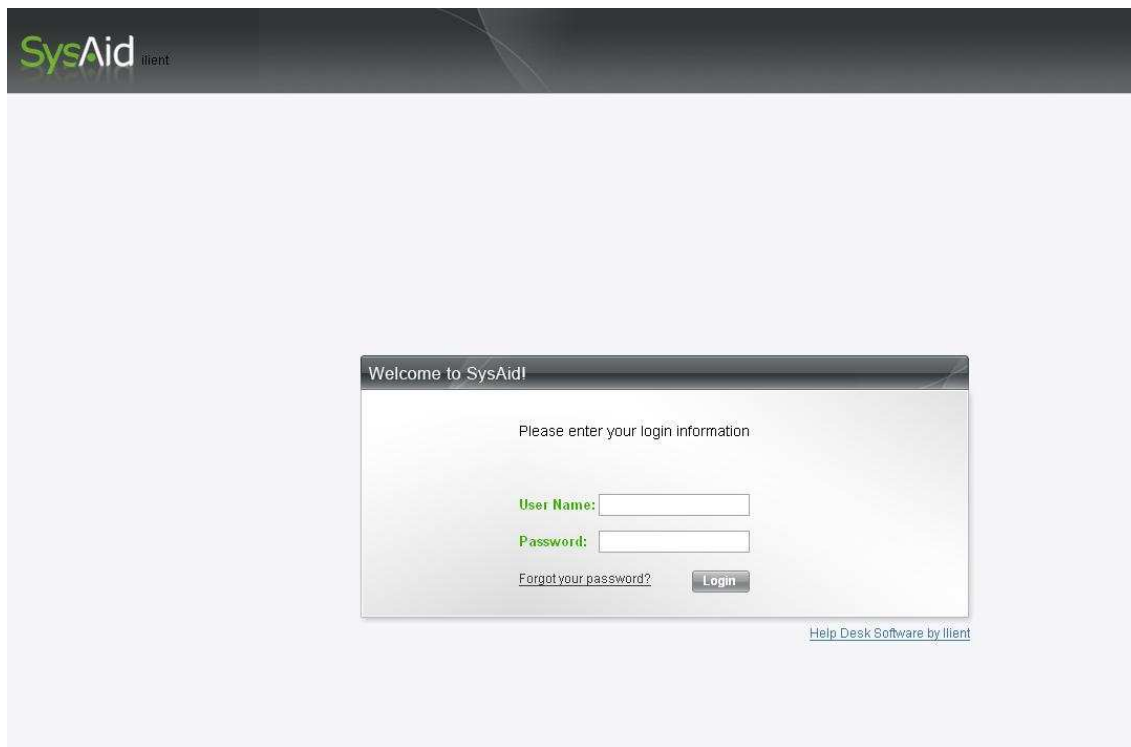 SysAid ilient
Welcome to SysAid!
Please enter your login information
User Name:
Password:
Forgot your password? Login
Help Desk Software by Ilient